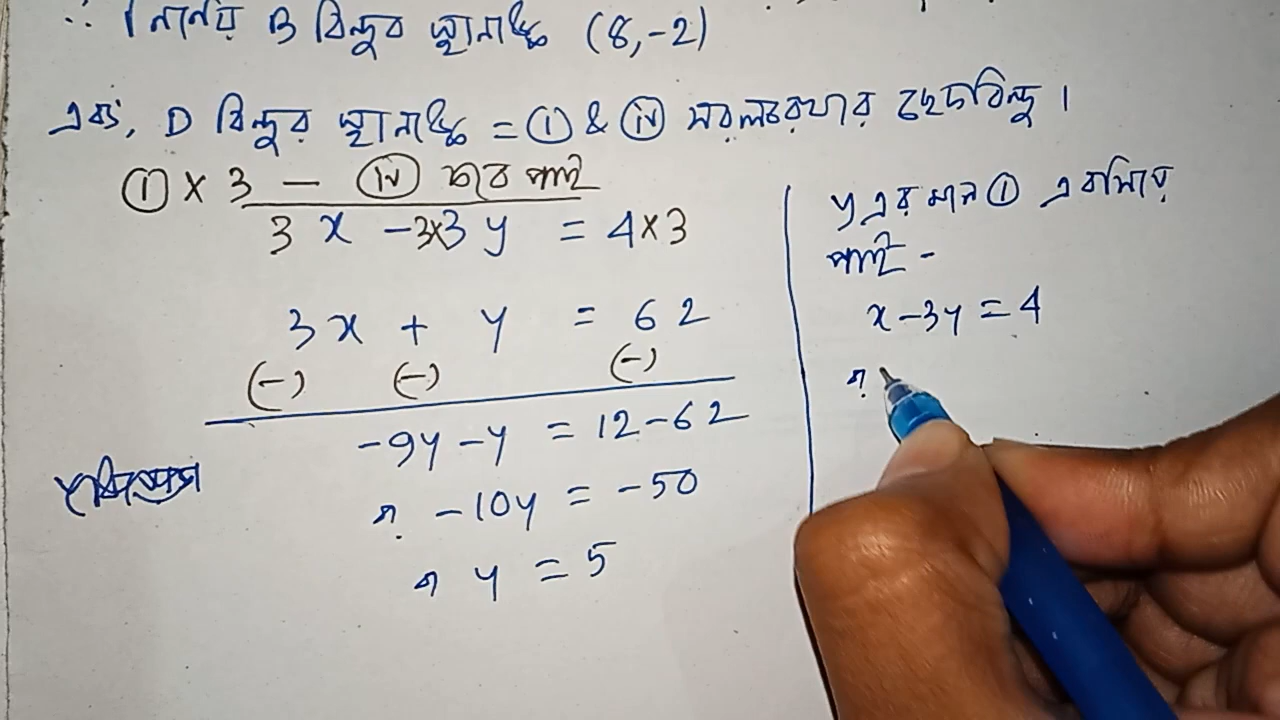 ∴ নির্ণেয় B বিন্দুর স্থানাঙ্ক (8,-2)
এবং, D বিন্দুর স্থানাঙ্ক = (i) & (iv) সরলরেখার ছেদবিন্দু।
(i) × 3 - (iv) করে পাই
3x - 3×3y = 4×3
3x + y = 62
(-) (-) (-)
-9y - y = 12 - 62
বা, -10y = -50
বা y = 5
y এর মান (i) এ বসিয়ে
পাই -
x - 3y = 4
বা,